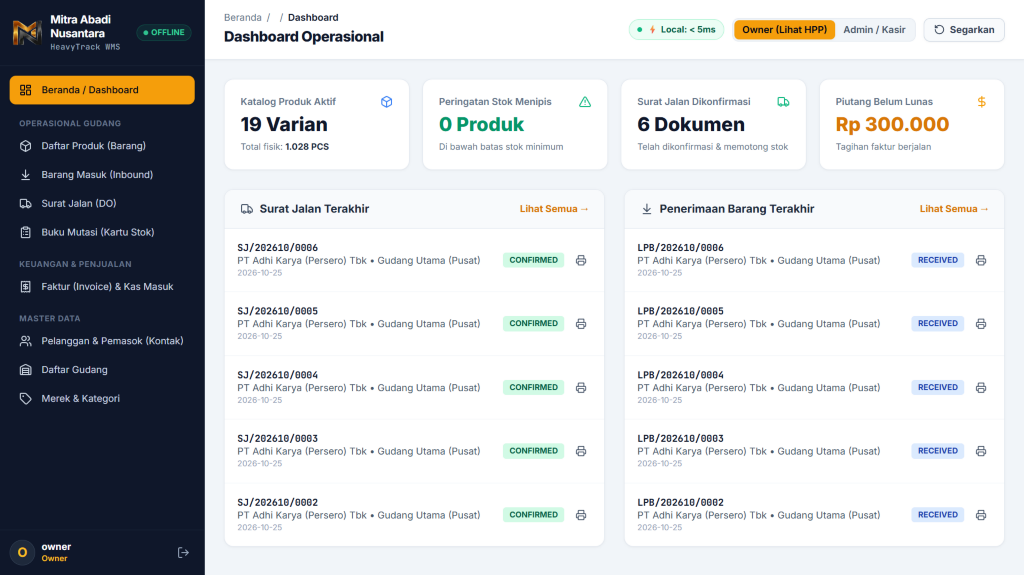 Mitra Abadi
Nusantara
HeavyTrack WMS
OFFLINE
Beranda / Dashboard
OPERASIONAL GUDANG
Daftar Produk (Barang)
Barang Masuk (Inbound)
Surat Jalan (DO)
Buku Mutasi (Kartu Stok)
KEUANGAN & PENJUALAN
Faktur (Invoice) & Kas Masuk
MASTER DATA
Pelanggan & Pemasok (Kontak)
Daftar Gudang
Merek & Kategori
O
owner
Owner
Beranda / / Dashboard
Dashboard Operasional
Local: < 5ms
Owner (Lihat HPP)
Admin / Kasir
Segarkan
Katalog Produk Aktif
19 Varian
Total fisik: 1.028 PCS
Peringatan Stok Menipis
0 Produk
Di bawah batas stok minimum
Surat Jalan Dikonfirmasi
6 Dokumen
Telah dikonfirmasi & memotong stok
Piutang Belum Lunas
Rp 300.000
Tagihan faktur berjalan
Surat Jalan Terakhir
Lihat Semua →
SJ/202610/0006
PT Adhi Karya (Persero) Tbk • Gudang Utama (Pusat)
2026-10-25
CONFIRMED
SJ/202610/0005
PT Adhi Karya (Persero) Tbk • Gudang Utama (Pusat)
2026-10-25
CONFIRMED
SJ/202610/0004
PT Adhi Karya (Persero) Tbk • Gudang Utama (Pusat)
2026-10-25
CONFIRMED
SJ/202610/0003
PT Adhi Karya (Persero) Tbk • Gudang Utama (Pusat)
2026-10-25
CONFIRMED
SJ/202610/0002
PT Adhi Karya (Persero) Tbk • Gudang Utama (Pusat)
2026-10-25
CONFIRMED
Penerimaan Barang Terakhir
Lihat Semua →
LPB/202610/0006
PT Adhi Karya (Persero) Tbk • Gudang Utama (Pusat)
2026-10-25
RECEIVED
LPB/202610/0005
PT Adhi Karya (Persero) Tbk • Gudang Utama (Pusat)
2026-10-25
RECEIVED
LPB/202610/0004
PT Adhi Karya (Persero) Tbk • Gudang Utama (Pusat)
2026-10-25
RECEIVED
LPB/202610/0003
PT Adhi Karya (Persero) Tbk • Gudang Utama (Pusat)
2026-10-25
RECEIVED
LPB/202610/0002
PT Adhi Karya (Persero) Tbk • Gudang Utama (Pusat)
2026-10-25
RECEIVED